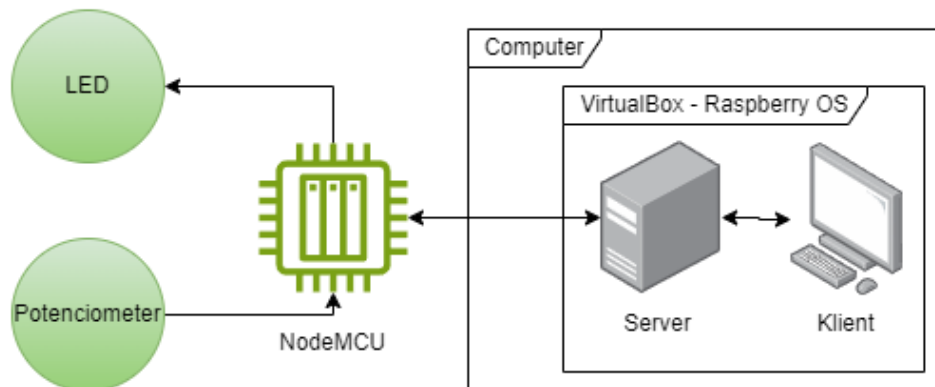 LED
Computer
VirtualBox - Raspberry OS
Potenciometer
NodeMCU
Server
Klient